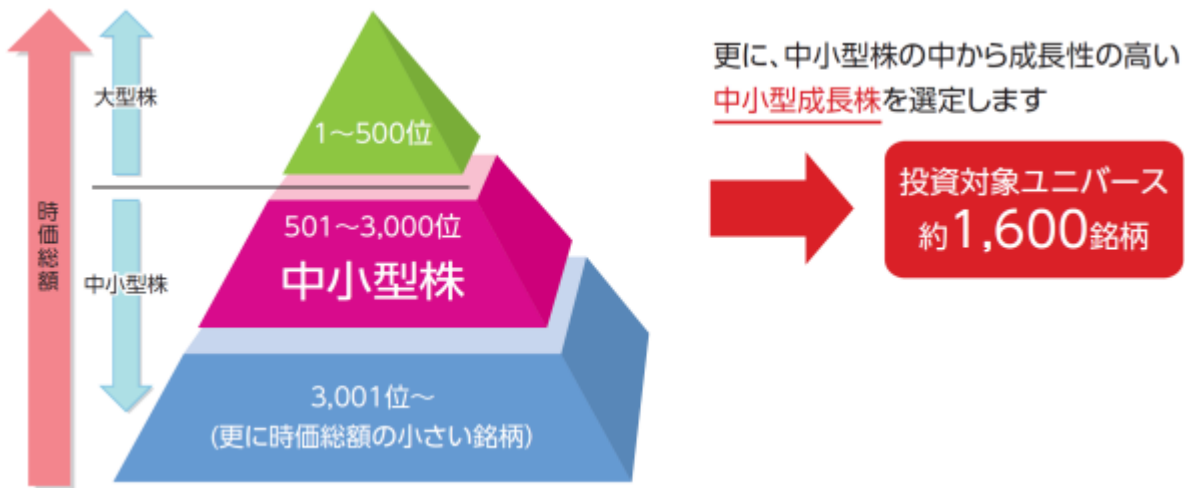 時価総額
大型株
中小型株
1～500位
501～3,000位
中小型株
3,001位～
(更に時価総額の小さい銘柄)
更に、中小型株の中から成長性の高い
中小型成長株を選定します
投資対象ユニバース
約1,600銘柄